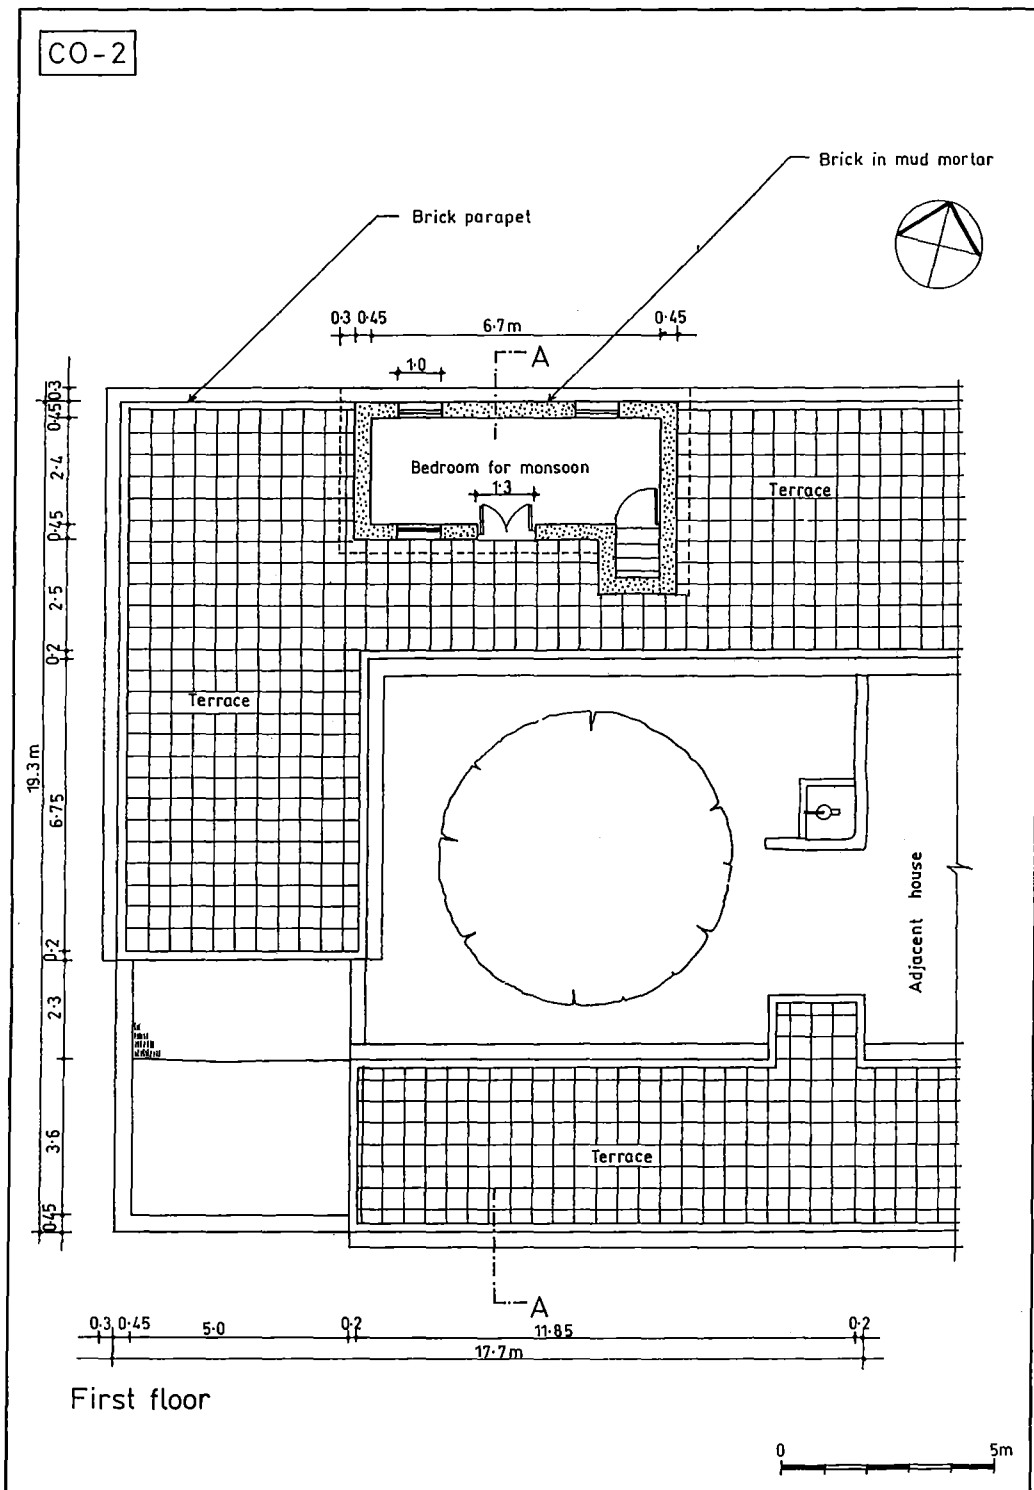 CO-2
Brick in mud mortar
Brick parapet
0·3 0·45 6·7m 0·45
1·0 A
0·3
0·45
2·4
0·45
2·5
0·2
6·75
0·2
2·3
3·6
0·45
19.3m
Bedroom for monsoon
1·3
Terrace
Terrace
Adjacent house
Terrace
A
0·3 0·45 5·0 0·2 11·85 0·2
17·7m
First floor
0 5m